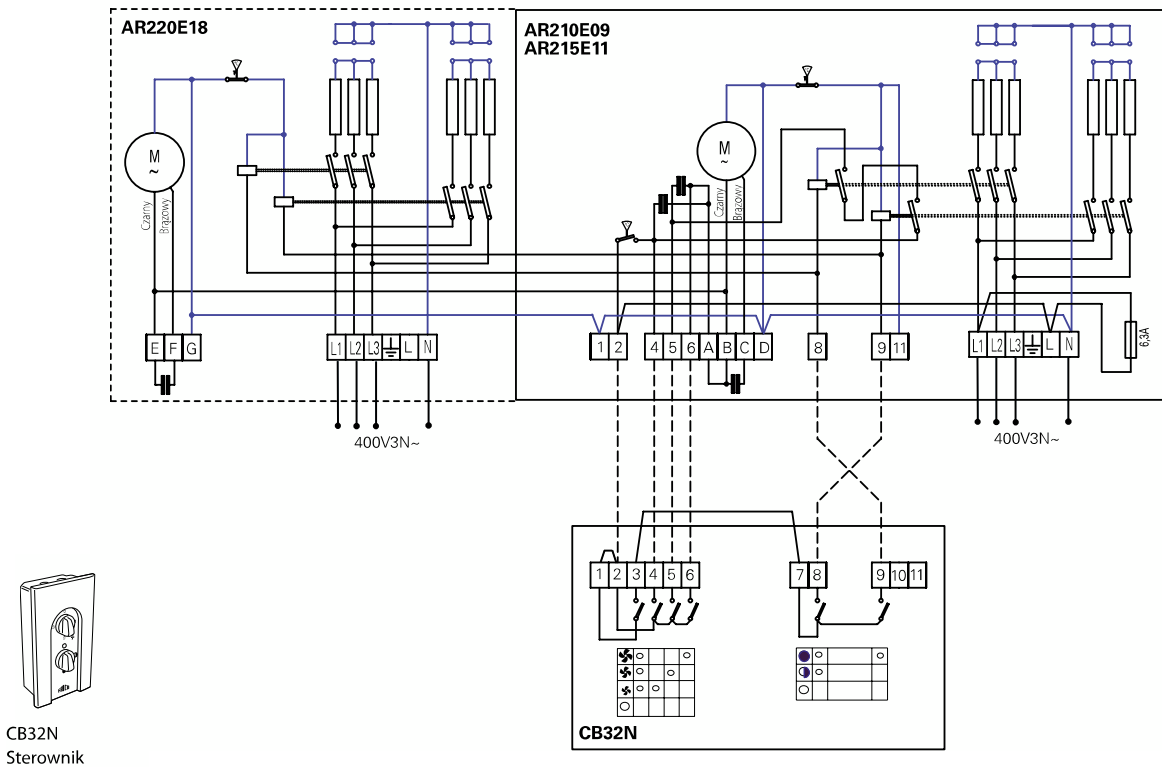 AR220E18
AR210E09
AR215E11
M
~
M
~
Czarny
Brązowy
Czarny
Brązowy
E F G
L1 L2 L3 L N
1 2
4 5 6 A B C D
8
9 11
L1 L2 L3 L N
6,3A
400V3N~
400V3N~
1 2 3 4 5 6
7 8
9 10 11
CB32N
CB32N
Sterownik